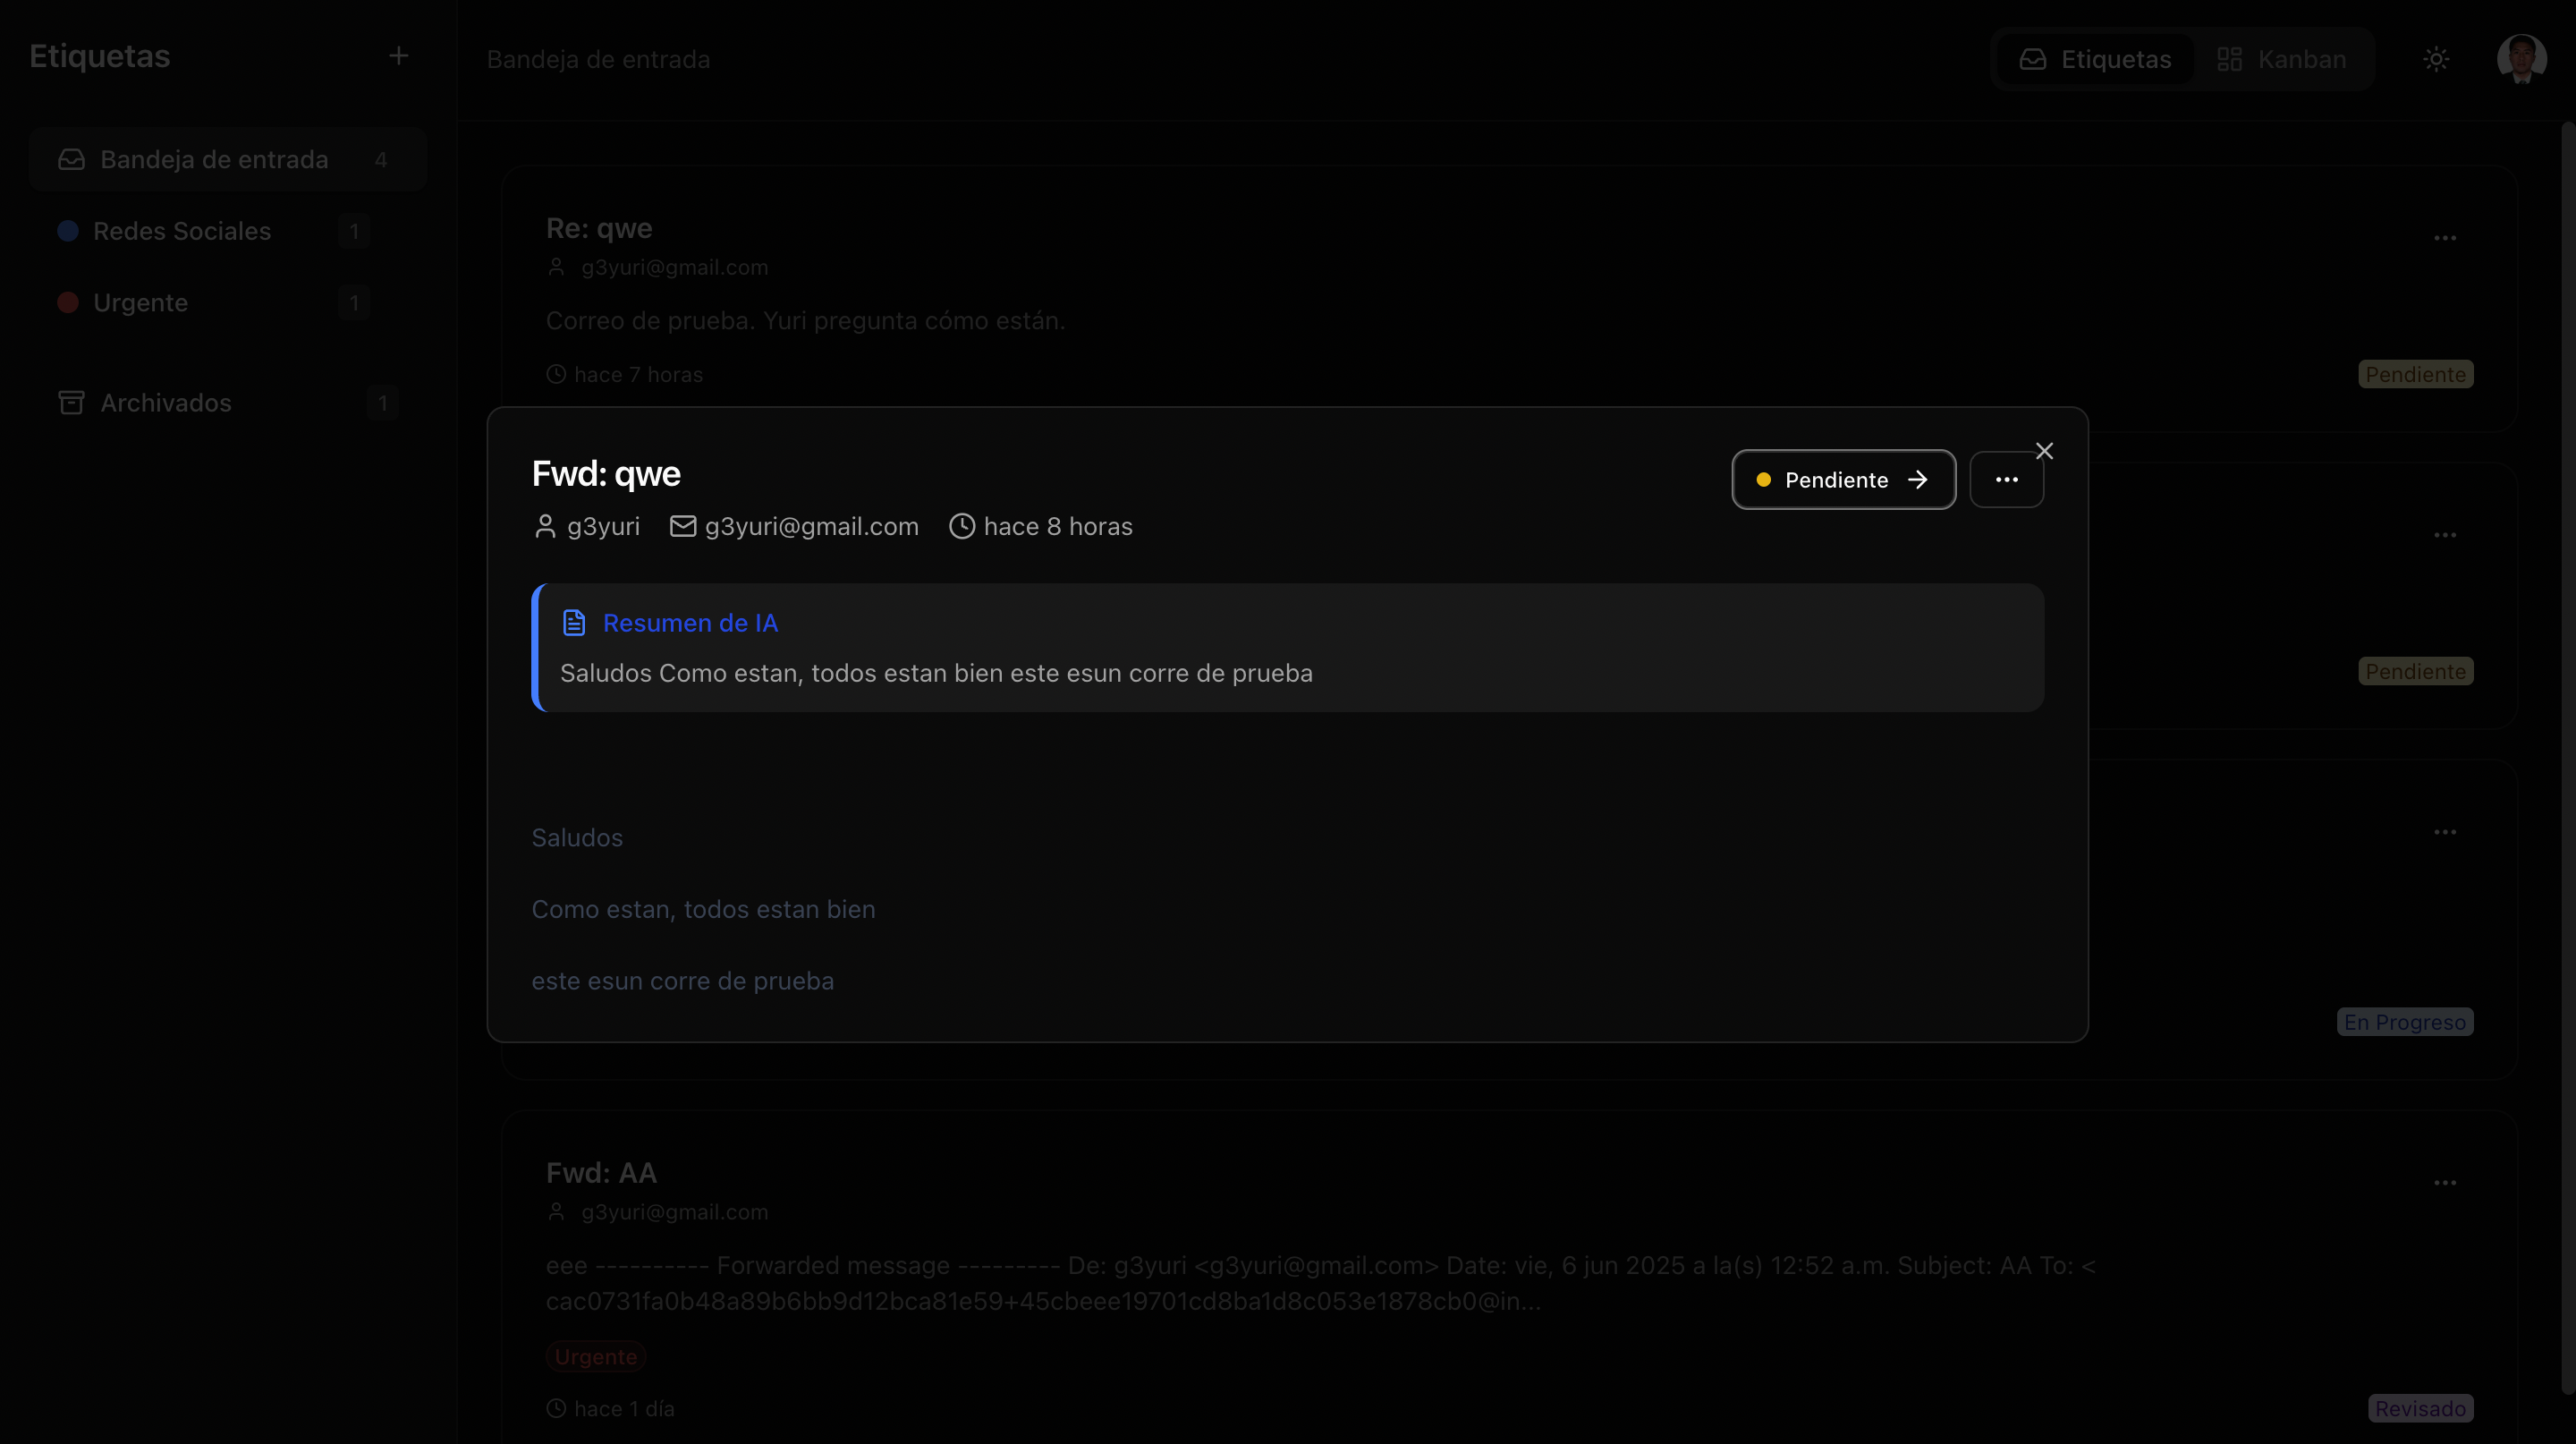 Etiquetas
Bandeja de entrada
Etiquetas
Kanban
Bandeja de entrada 4
Redes Sociales 1
Urgente 1
Archivados 1
Re: qwe
g3yuri@gmail.com
Correo de prueba. Yuri pregunta cómo están.
hace 7 horas
Pendiente
Fwd: qwe
Pendiente
g3yuri
g3yuri@gmail.com
hace 8 horas
Resumen de IA
Saludos Como estan, todos estan bien este esun corre de prueba
Pendiente
Saludos
Como estan, todos estan bien
este esun corre de prueba
En Progreso
Fwd: AA
g3yuri@gmail.com
eee ---------- Forwarded message --------- De: g3yuri <g3yuri@gmail.com> Date: vie, 6 jun 2025 a la(s) 12:52 a.m. Subject: AA To: <
cac0731fa0b48a89b6bb9d12bca81e59+45cbeee19701cd8ba1d8c053e1878cb0@in...
Urgente
hace 1 día
Revisado